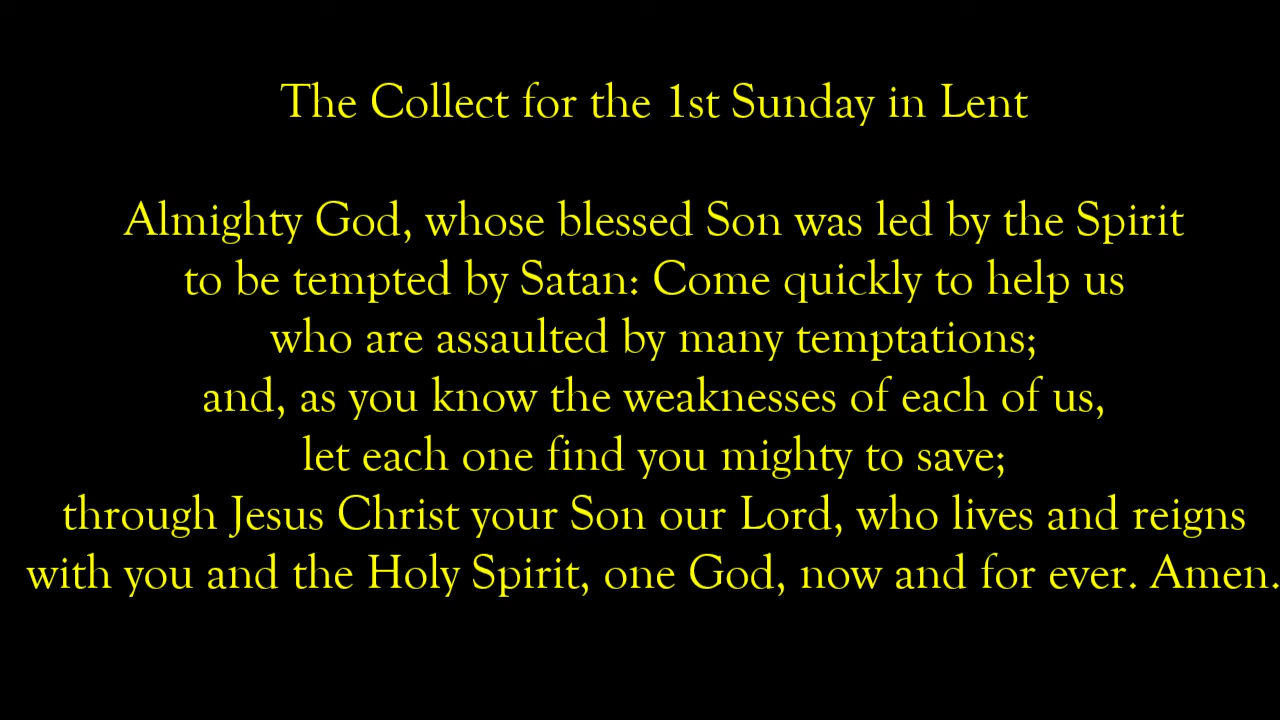 The Collect for the 1st Sunday in Lent
Almighty God, whose blessed Son was led by the Spirit
to be tempted by Satan: Come quickly to help us
who are assaulted by many temptations;
and, as you know the weaknesses of each of us,
let each one find you mighty to save;
through Jesus Christ your Son our Lord, who lives and reigns
with you and the Holy Spirit, one God, now and for ever. Amen.